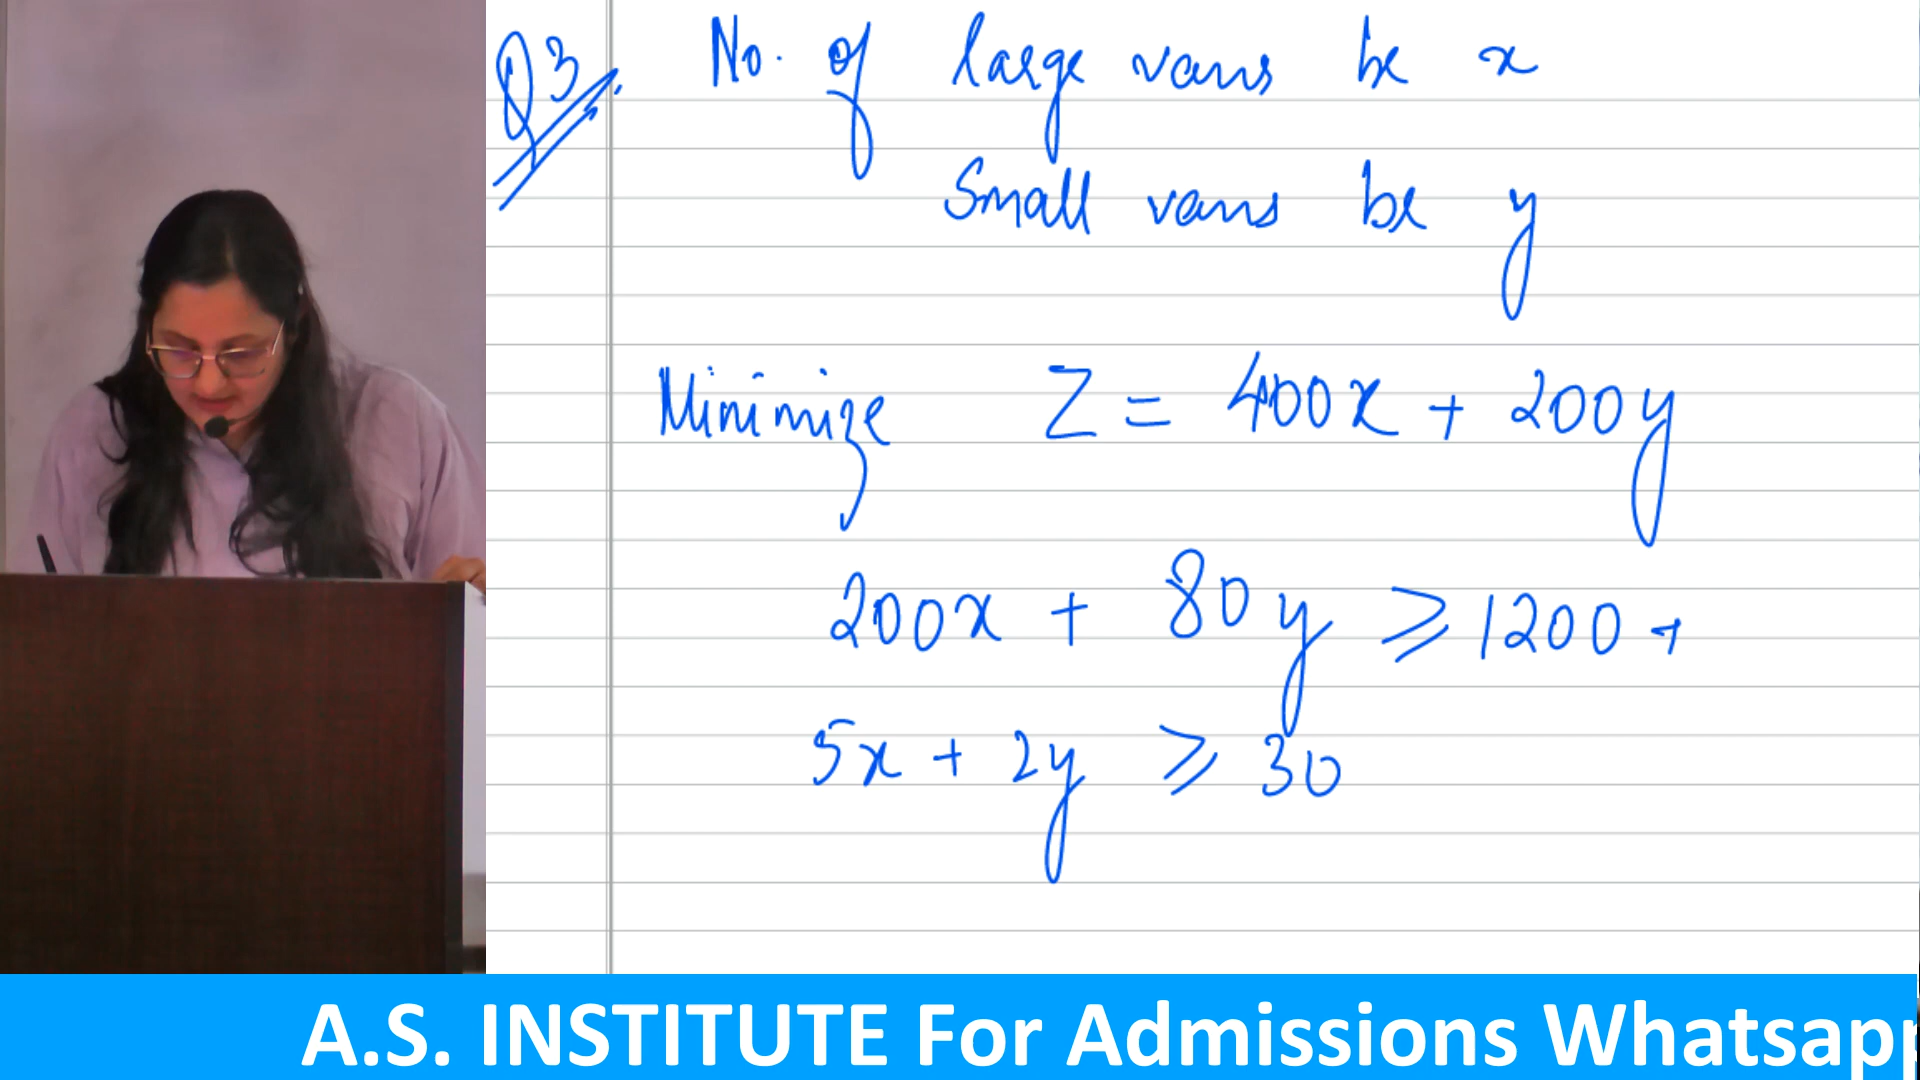 Q3. No. of large vans be x
Small vans be y
Minimize Z = 400x + 200y
200x + 80y ⩾ 1200 +
5x + 2y ⩾ 30
A.S. INSTITUTE For Admissions Whatsapp